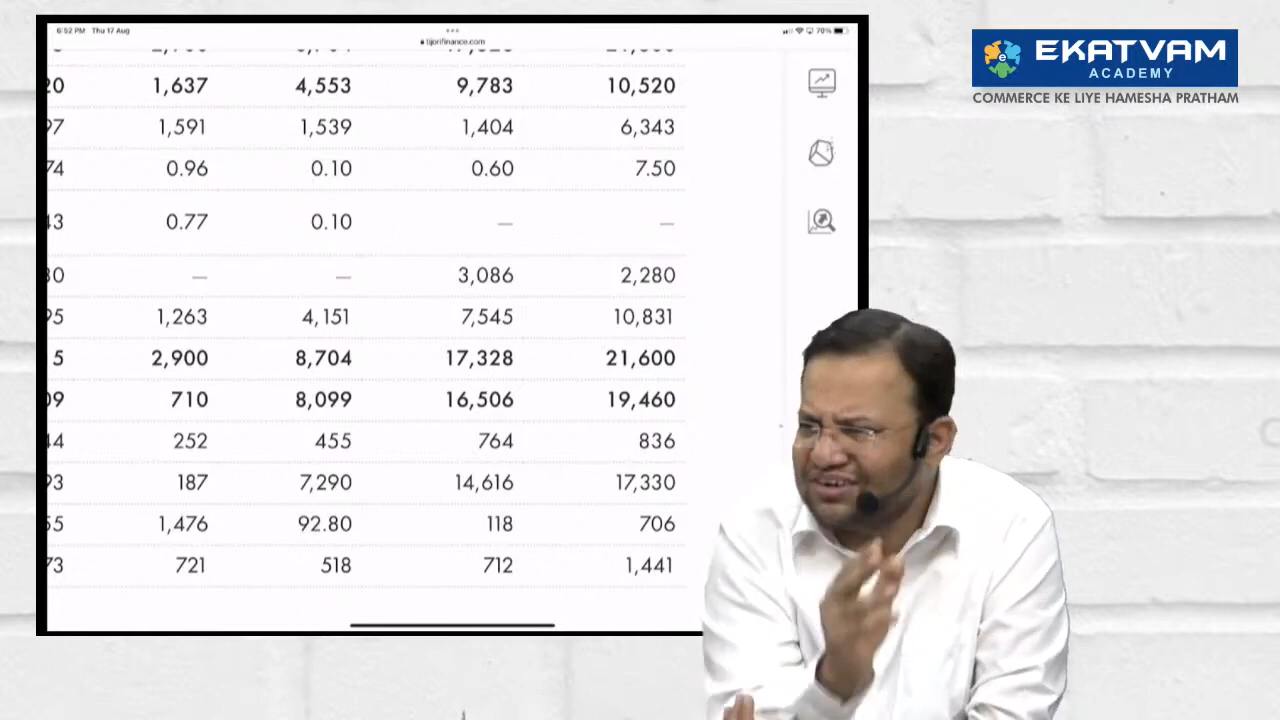 6:52 PM Thu 17 Aug
tijorifinance.com
70%
EKATVAM
ACADEMY
COMMERCE KE LIYE HAMESHA PRATHAM
20 1,637 4,553 9,783 10,520
97 1,591 1,539 1,404 6,343
74 0.96 0.10 0.60 7.50
43 0.77 0.10 — —
30 — — 3,086 2,280
95 1,263 4,151 7,545 10,831
5 2,900 8,704 17,328 21,600
09 710 8,099 16,506 19,460
44 252 455 764 836
93 187 7,290 14,616 17,330
55 1,476 92.80 118 706
73 721 518 712 1,441